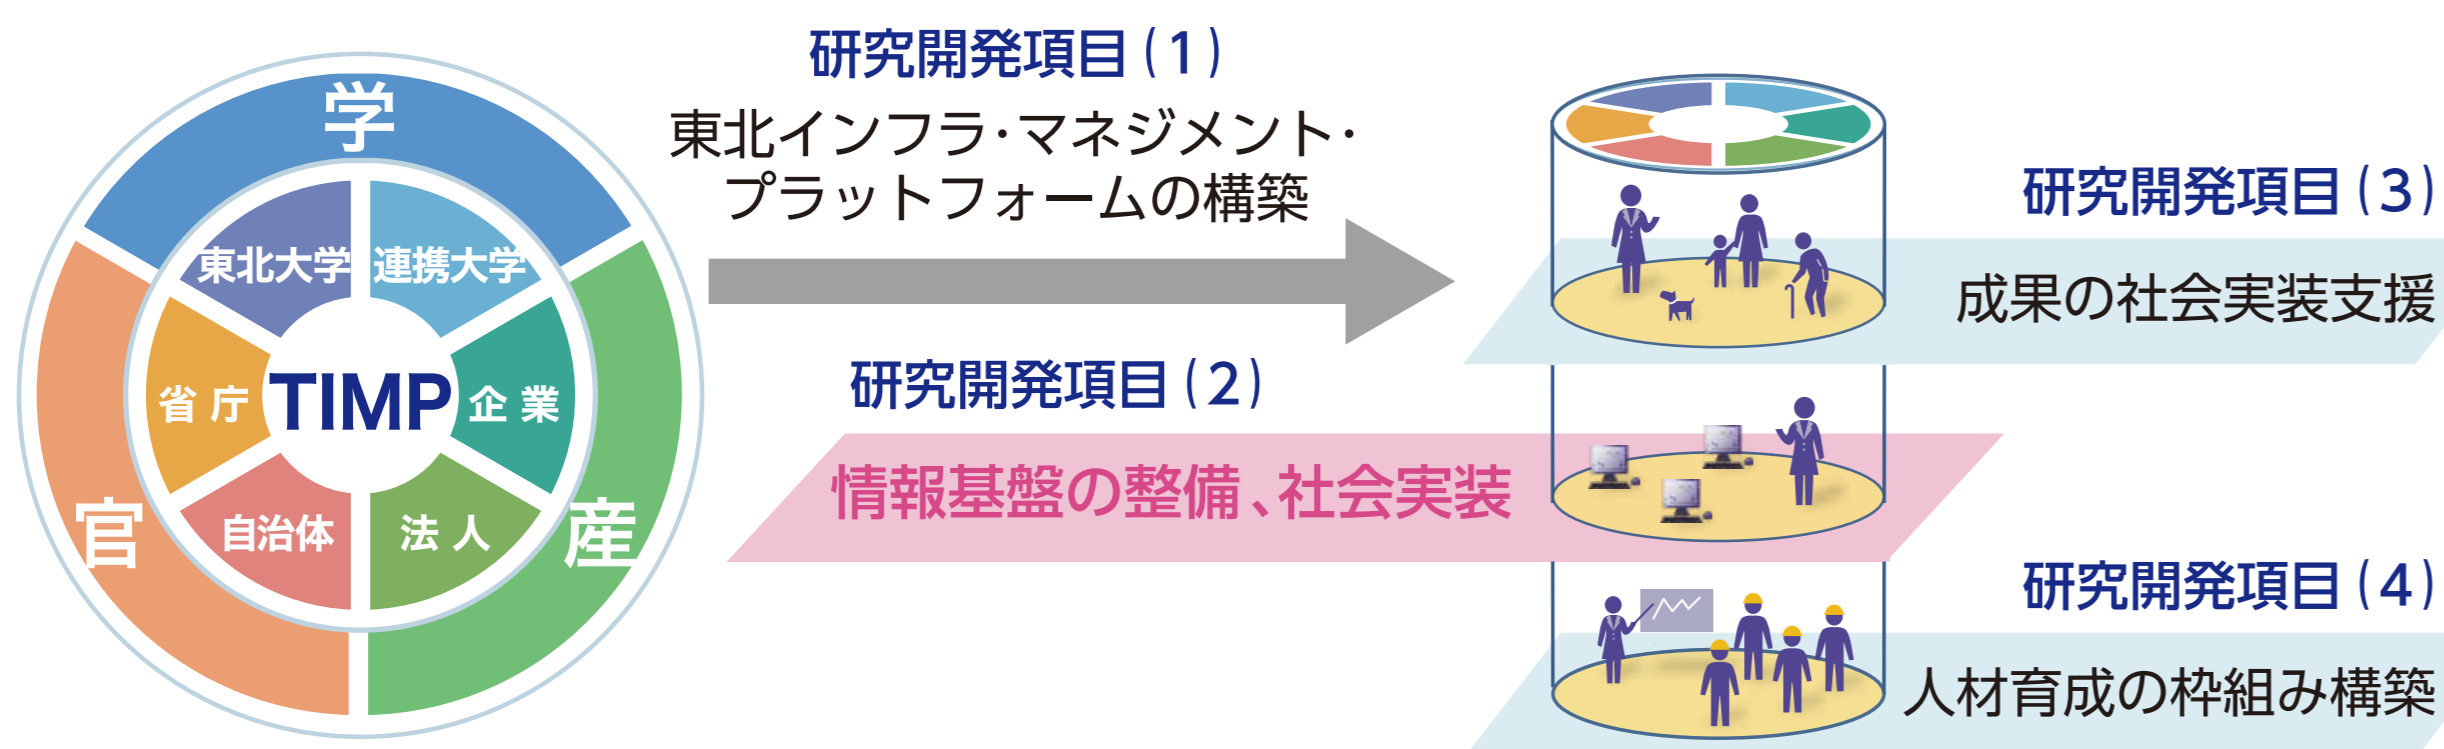 学
官
産
東北大学
連携大学
省庁
TIMP
企業
自治体
法人
研究開発項目(1)
東北インフラ・マネジメント・
プラットフォームの構築
研究開発項目(2)
情報基盤の整備、社会実装
研究開発項目(3)
成果の社会実装支援
研究開発項目(4)
人材育成の枠組み構築